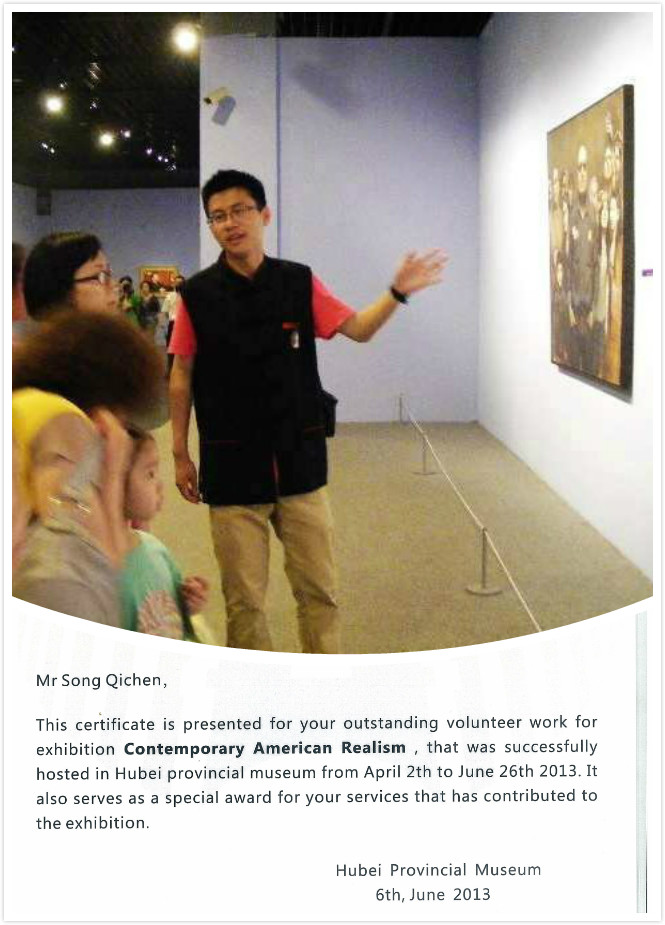 Mr Song Qichen,
This certificate is presented for your outstanding volunteer work for
exhibition Contemporary American Realism , that was successfully
hosted in Hubei provincial museum from April 2th to June 26th 2013. It
also serves as a special award for your services that has contributed to
the exhibition.
Hubei Provincial Museum
6th, June 2013